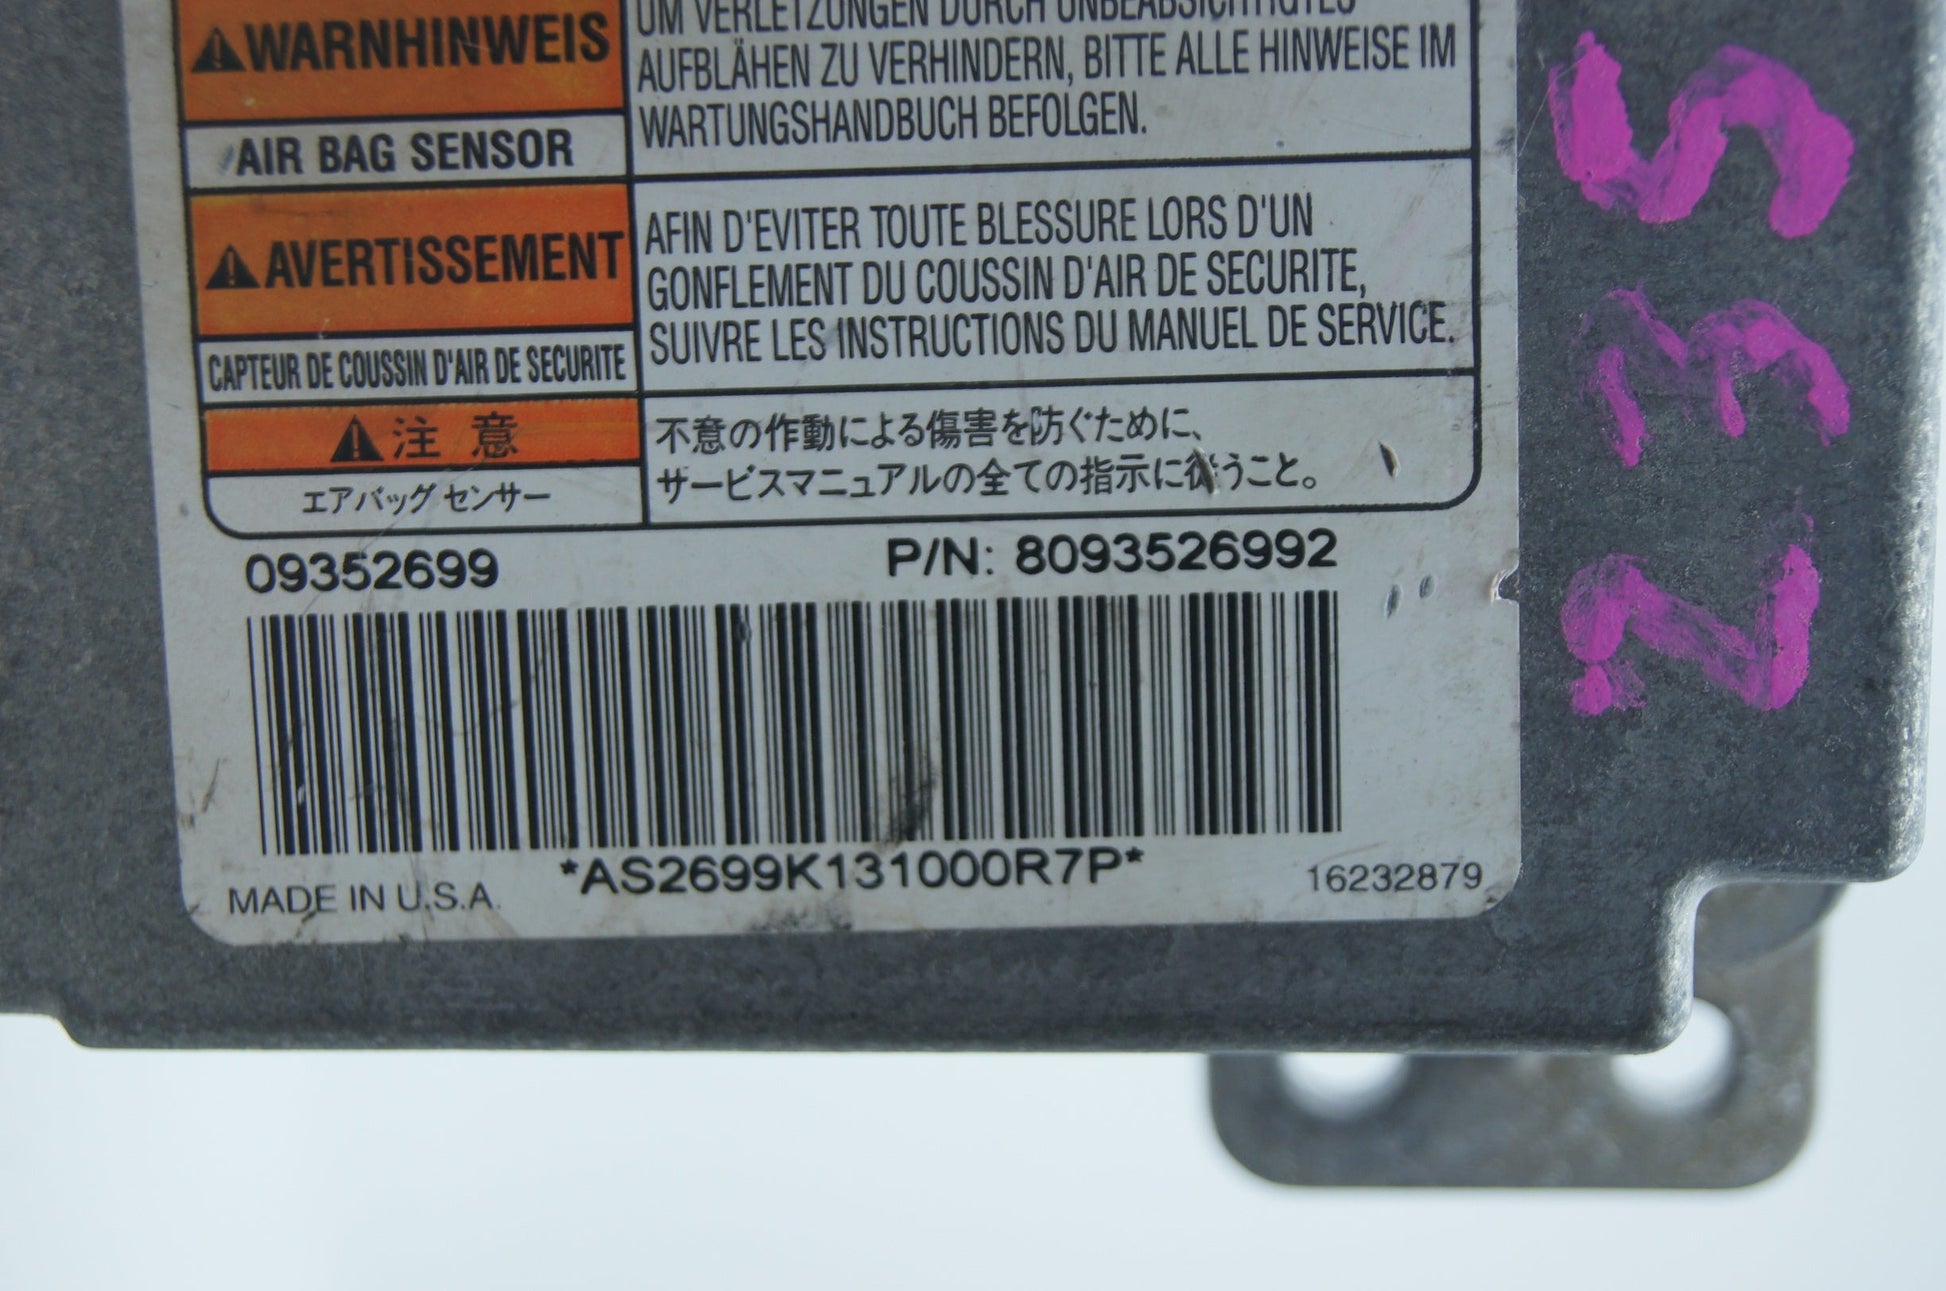 UM VERLETZUNGEN DURCH UNBEABSICHTIGTES
AUFBLÄHEN ZU VERHINDERN, BITTE ALLE HINWEISE IM
WARTUNGSHANDBUCH BEFOLGEN.
WARNHINWEIS
AIR BAG SENSOR
AVERTISSEMENT
CAPTEUR DE COUSSIN D'AIR DE SECURITE
AFIN D'EVITER TOUTE BLESSURE LORS D'UN
GONFLEMENT DU COUSSIN D'AIR DE SECURITE,
SUIVRE LES INSTRUCTIONS DU MANUEL DE SERVICE.
注 意
エアバッグ センサー
不意の作動による傷害を防ぐために、
サービスマニュアルの全ての指示に従うこと。
09352699
P/N: 8093526992
*AS2699K131000R7P*
MADE IN U.S.A.
16232879